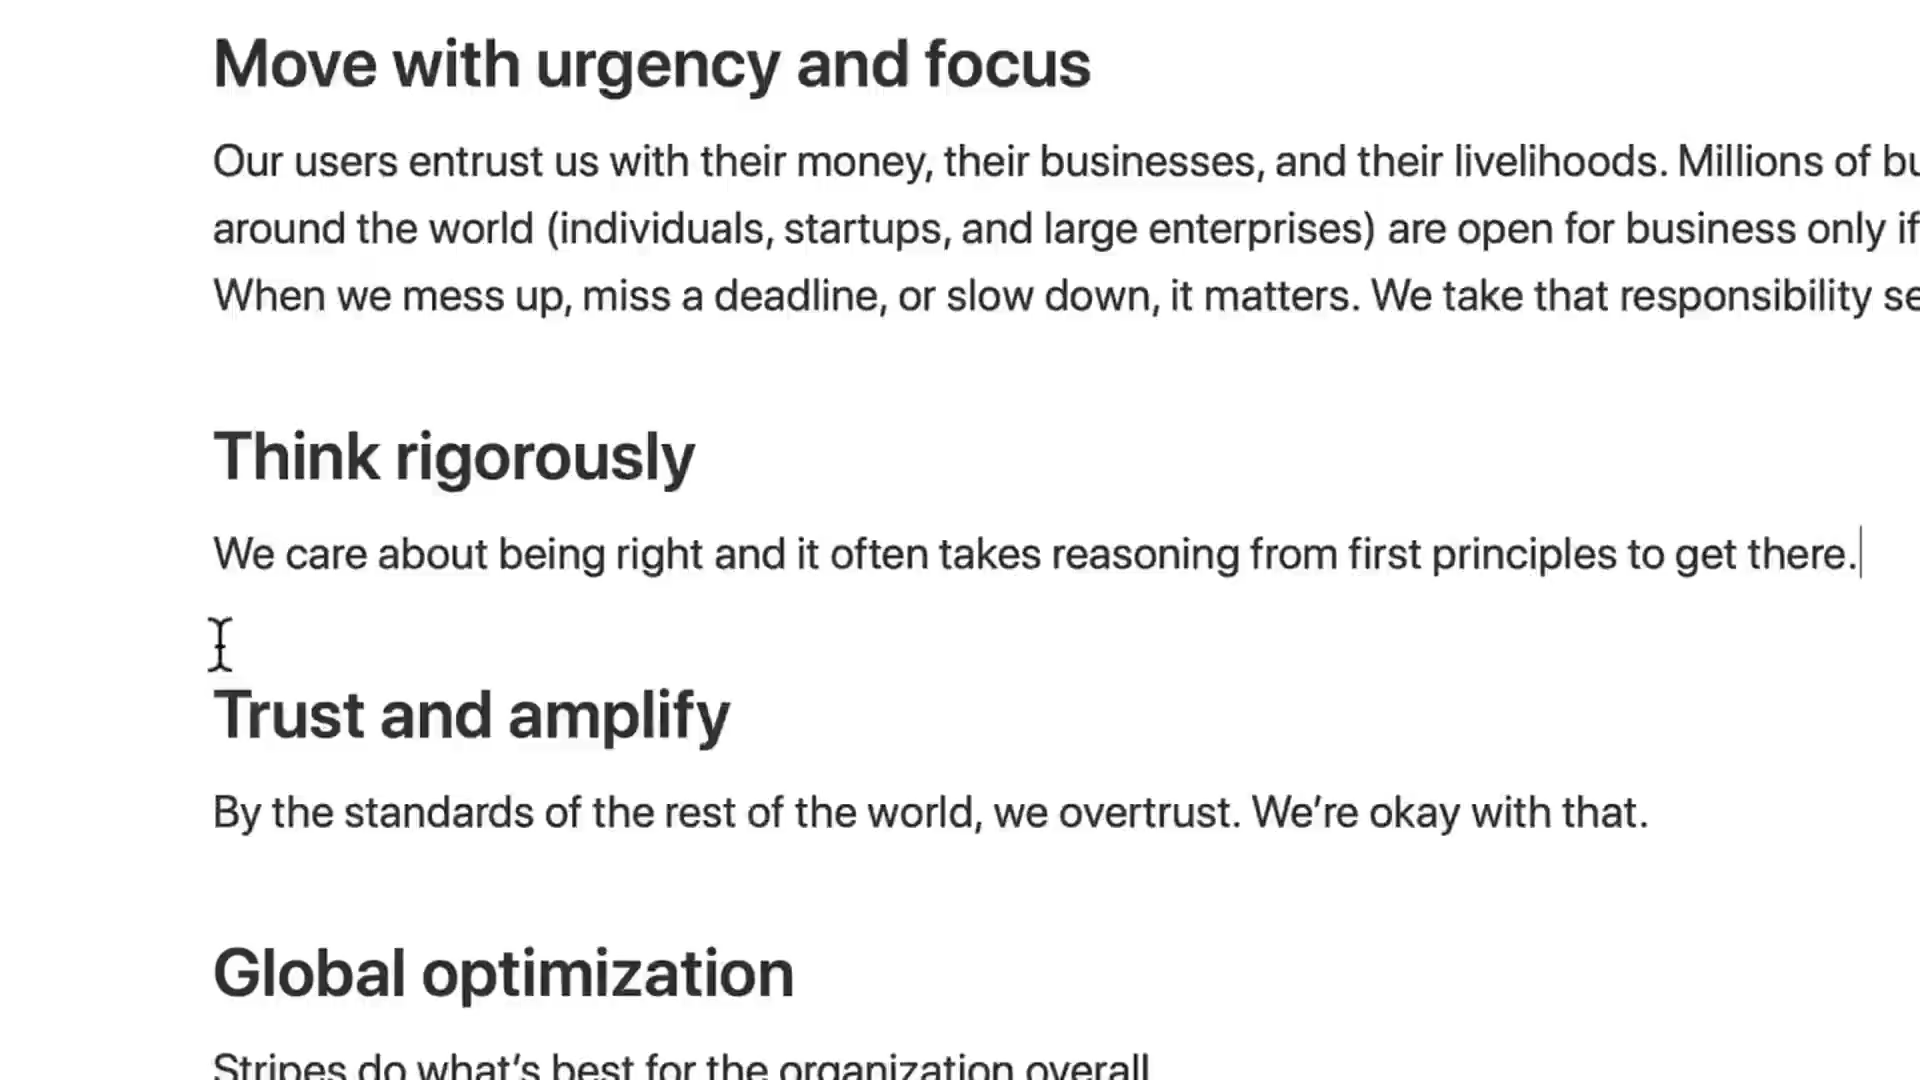 Move with urgency and focus
Our users entrust us with their money, their businesses, and their livelihoods. Millions of
around the world (individuals, startups, and large enterprises) are open for business only if
When we mess up, miss a deadline, or slow down, it matters. We take that responsibility
Think rigorously
We care about being right and it often takes reasoning from first principles to get there.
Trust and amplify
By the standards of the rest of the world, we overtrust. We’re okay with that.
Global optimization
Stripes do what’s best for the organization overall